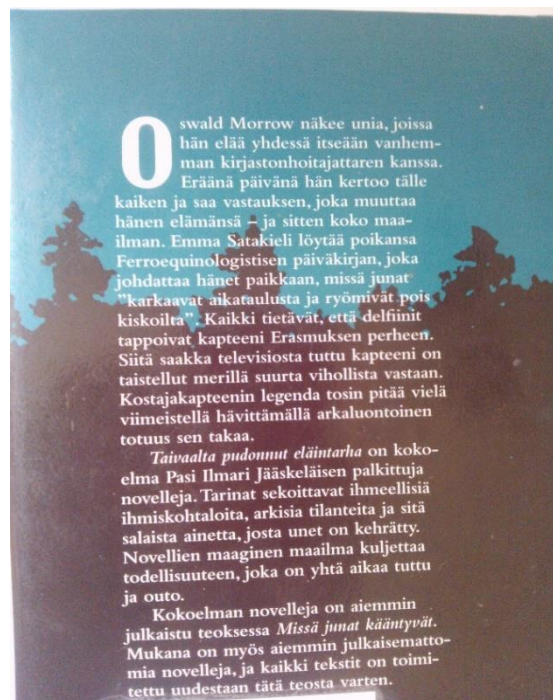 Oswald Morrow näkee unia, joissa
hän elää yhdessä itseään vanhem-
man kirjastonhoitajattaren kanssa.
Eräänä päivänä hän kertoo tälle
kaiken ja saa vastauksen, joka muuttaa
hänen elämänsä – ja sitten koko maa-
ilman. Emma Satakieli löytää poikansa
Ferroequinologistisen päiväkirjan, joka
johdattaa hänet paikkaan, missä junat
”karkaavat aikataulusta ja ryömivät pois
kiskoilta”. Kaikki tietävät, että delfiinit
tappoivat kapteeni Erasmuksen perheen.
Siitä saakka televisiosta tuttu kapteeni on
taistellut merillä suurta vihollista vastaan.
Kostajakapteenin legenda tosin pitää vielä
viimeistellä hävittämällä arkaluontoinen
totuus sen takaa.
Taivaalta pudonnut eläintarha on koko-
elma Pasi Ilmari Jääskeläisen palkittuja
novelleja. Tarinat sekoittavat ihmeellisiä
ihmiskohtaloita, arkisia tilanteita ja sitä
salaista ainetta, josta unet on kehrätty.
Novellien maaginen maailma kuljettaa
todellisuuteen, joka on yhtä aikaa tuttu
ja outo.
Kokoelman novelleja on aiemmin
julkaistu teoksessa Missä junat kääntyvät.
Mukana on myös aiemmin julkaisematto-
mia novelleja, ja kaikki tekstit on toimi-
tettu uudestaan tätä teosta varten.